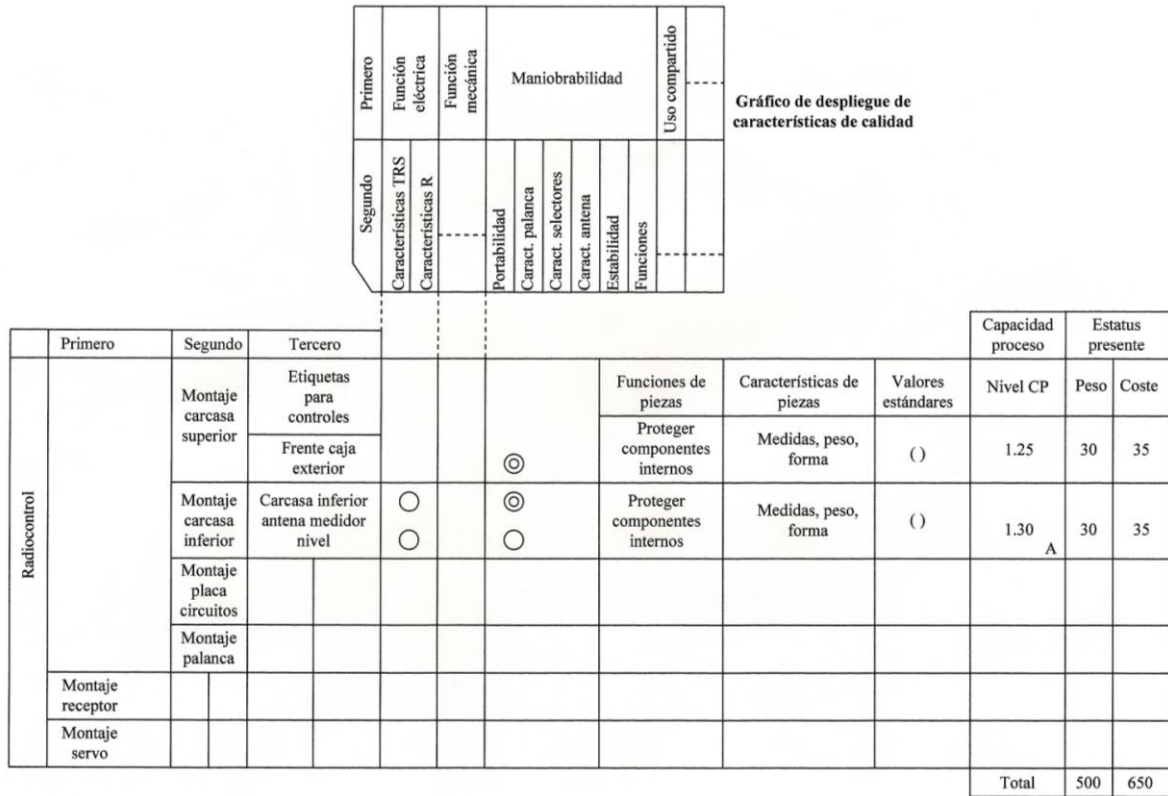 Primero
Función
eléctrica
Función
mecánica
Maniobrabilidad
Uso compartido
Gráfico de despliegue de
características de calidad
Segundo
Características TRS
Características R
Portabilidad
Caract. palanca
Caract. selectores
Caract. antena
Estabilidad
Funciones
Capacidad
proceso
Estatus
presente
Primero
Segundo
Tercero
Radiocontrol
Montaje
carcasa
superior
Etiquetas
para
controles
Funciones de
piezas
Características de
piezas
Valores
estándares
Nivel CP
Peso
Coste
Frente caja
exterior
Proteger
componentes
internos
Medidas, peso,
forma
( )
1.25
30
35
Montaje
carcasa
inferior
Carcasa inferior
antena medidor
nivel
Proteger
componentes
internos
Medidas, peso,
forma
( )
1.30
A
30
35
Montaje
placa
circuitos
Montaje
palanca
Montaje
receptor
Montaje
servo
Total
500
650